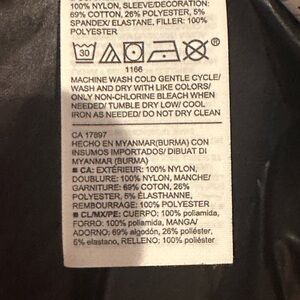 100% NYLON, SLEEVE/DECORATION:
69% COTTON, 26% POLYESTER, 5%
SPANDEX/ ELASTANE, FILLER: 100%
POLYESTER
30
1166
MACHINE WASH COLD GENTLE CYCLE/
WASH AND DRY WITH LIKE COLORS/
ONLY NON-CHLORINE BLEACH WHEN
NEEDED/ TUMBLE DRY LOW/ COOL
IRON AS NEEDED/ DO NOT DRY CLEAN
CA 17897
HECHO EN MYANMAR(BURMA) CON
INSUMOS IMPORTADOS/ DIBUAT DI
MYANMAR (BURMA)
CA: EXTÉRIEUR: 100% NYLON,
DOUBLURE: 100% NYLON, MANCHE/
GARNITURE: 69% COTON, 26%
POLYESTER, 5% ÉLASTHANNE,
REMBOURRAGE: 100% POLYESTER
CL/MX/PE: CUERPO: 100% poliamida,
FORRO: 100% poliamida, MANGA/
ADORNO: 69% algodón, 26% poliéster,
5% elastano, RELLENO: 100% poliéster